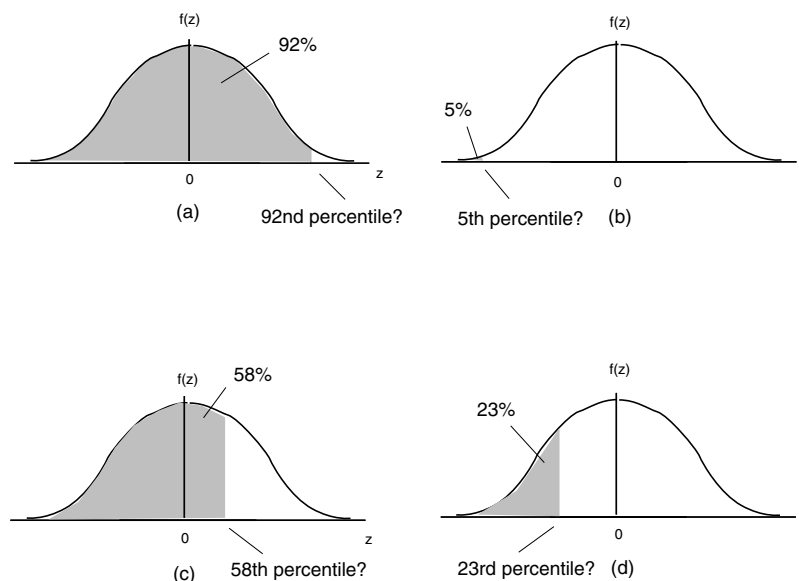 f(z)
92%
0
z
92nd percentile?
(a)
f(z)
5%
0
5th percentile?
(b)
f(z)
58%
0
z
58th percentile?
(c)
f(z)
23%
0
23rd percentile?
(d)